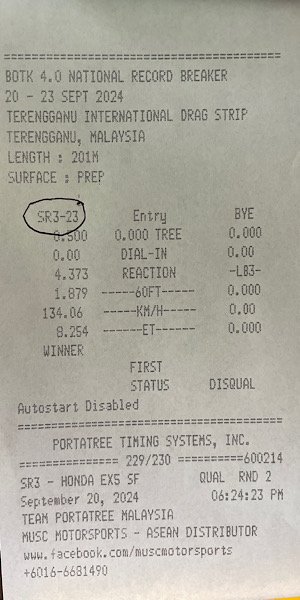 ================================
BOTK 4.0 NATIONAL RECORD BREAKER
20 - 23 SEPT 2024
TERENGGANU INTERNATIONAL DRAG STRIP
TERENGGANU, MALAYSIA
LENGTH : 201M
SURFACE : PREP
SR3-23 Entry BYE
0.500 0.000 TREE 0.000
0.00 DIAL-IN 0.00
4.373 REACTION -LB3-
1.879 ------60FT------ 0.000
134.06 ------KM/H------ 0.00
8.254 -------ET------- 0.000
WINNER
FIRST
STATUS DISQUAL
Autostart Disabled
================================
PORTATREE TIMING SYSTEMS, INC.
============== 229/230 ==========600214
SR3 - HONDA EX5 SF QUAL RND 2
September 20, 2024 06:24:23 PM
TEAM PORTATREE MALAYSIA
MUSC MOTORSPORTS - ASEAN DISTRIBUTOR
www.facebook.com/muscmotorsports
+6016-6681490